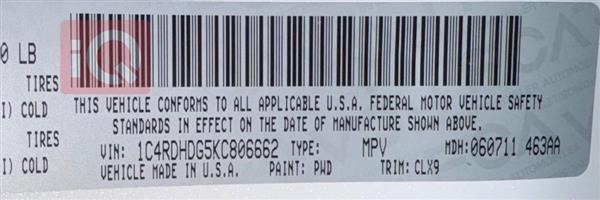 0 LB
iQ
TIRES
I) COLD
THIS VEHICLE CONFORMS TO ALL APPLICABLE U.S.A. FEDERAL MOTOR VEHICLE SAFETY
STANDARDS IN EFFECT ON THE DATE OF MANUFACTURE SHOWN ABOVE.
TIRES
VIN: 1C4RDHDG5KC806662 TYPE: MPV MDH: 060711 463AA
I) COLD
VEHICLE MADE IN U.S.A. PAINT: PWD TRIM: CLX9